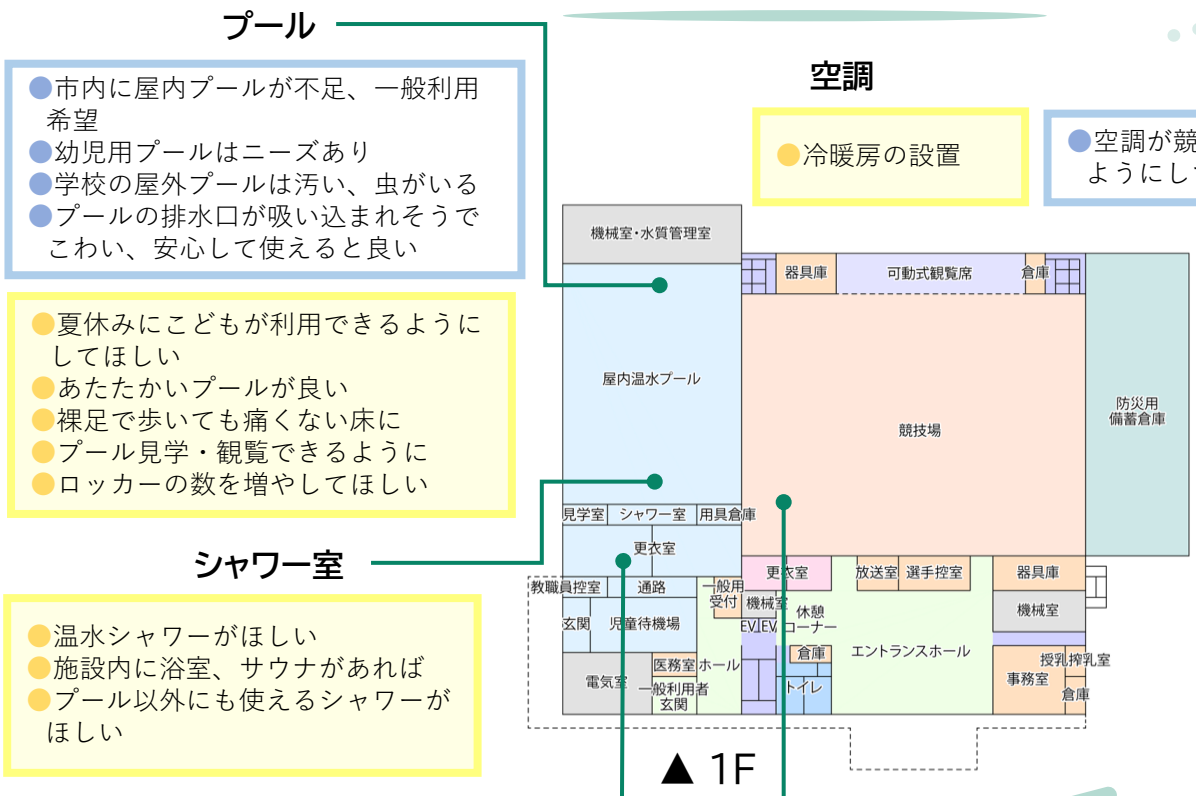 プール
●市内に屋内プールが不足、一般利用
希望
●幼児用プールはニーズあり
●学校の屋外プールは汚い、虫がいる
●プールの排水口が吸い込まれそうで
こわい、安心して使えると良い
●夏休みにこどもが利用できるように
してほしい
●あたたかいプールが良い
●裸足で歩いても痛くない床に
●プール見学・観覧できるように
●ロッカーの数を増やしてほしい
シャワー室
●温水シャワーがほしい
●施設内に浴室、サウナがあれば
●プール以外にも使えるシャワーが
ほしい
空調
●冷暖房の設置
●空調が競
ようにして
機械室・水質管理室
器具庫
可動式観覧席
倉庫
屋内温水プール
競技場
防災用
備蓄倉庫
見学室
シャワー室
用具倉庫
更衣室
更衣室
放送室
選手控室
器具庫
教職員控室
通路
一般用
受付
機械室
休憩
コーナー
機械室
玄関
児童待機場
EV
EV
エントランスホール
倉庫
医務室
ホール
電気室
一般利用者
玄関
トイレ
事務室
授乳搾乳室
倉庫
▲ 1F